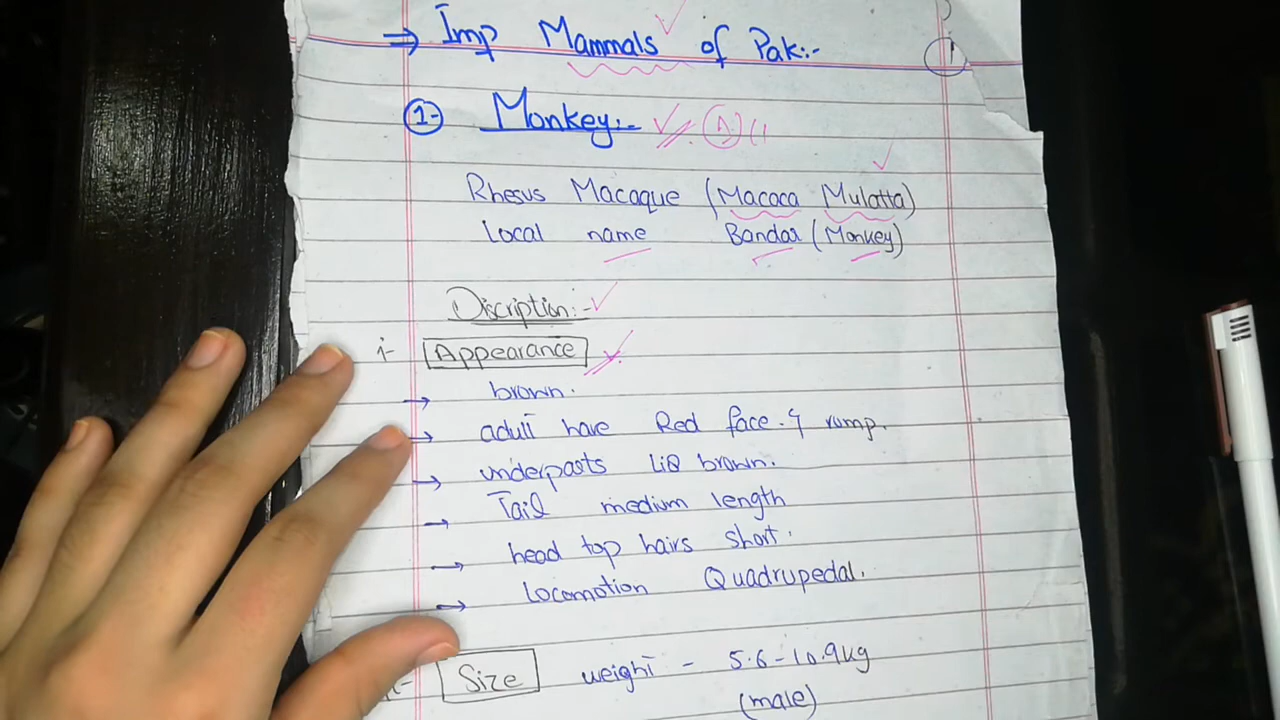 ⇒ Imp Mammals of Pak:-
1- Monkey:-
Rhesus Macaque (Macaca Mulatta)
Local name Bandar (Monkey)
Discription:-
i- Appearance
→ brown.
→ adult have Red face. & rump.
→ underparts Lig brown.
→ Tail medium length
→ head top hairs short.
→ Locomotion Quadrupedal.
Size weight - 5.6-10.9kg
(male)